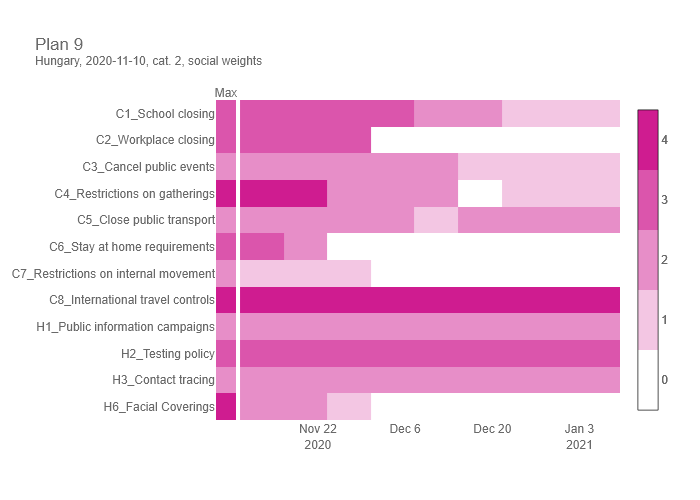 Plan 9
Hungary, 2020-11-10, cat. 2, social weights
Max
C1_School closing
C2_Workplace closing
C3_Cancel public events
C4_Restrictions on gatherings
C5_Close public transport
C6_Stay at home requirements
C7_Restrictions on internal movement
C8_International travel controls
H1_Public information campaigns
H2_Testing policy
H3_Contact tracing
H6_Facial Coverings
Nov 22 Dec 6 Dec 20 Jan 3
2020 2021
4
3
2
1
0